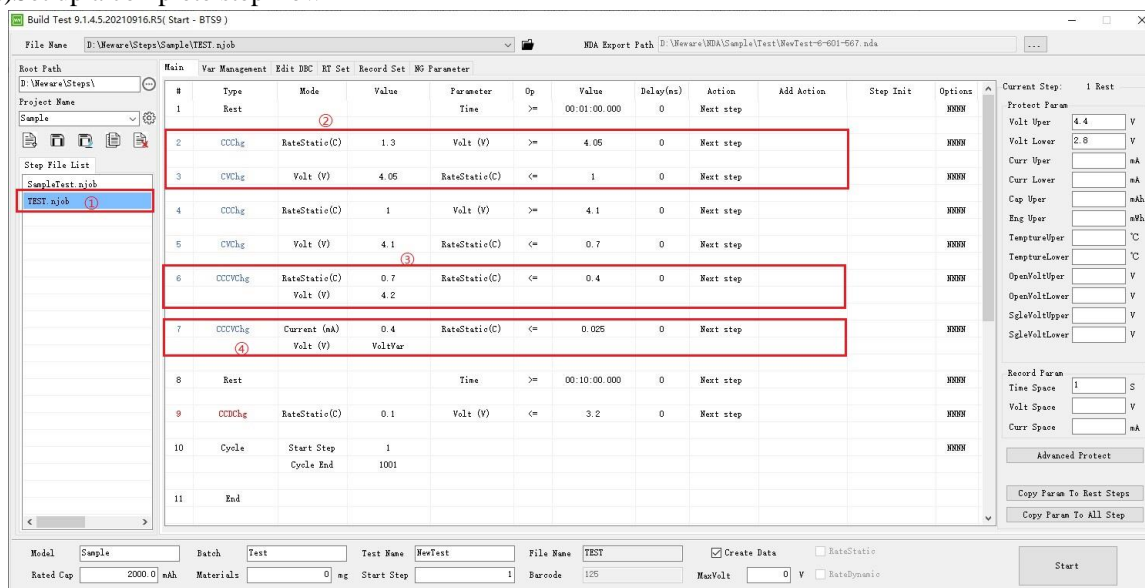 Build Test 9.1.4.5.20210916.R5( Start - BTS9 )
File Name D:\Neware\Steps\Sample\TEST.njob NDA Export Path D:\Neware\NDA\Sample\Test\NewTest-6-601-567.nda ...
Root Path
D:\Neware\Steps\
Project Name
Sample
Step File List
SampleTest.njob
TEST.njob ①
Main Var Management Edit DBC RT Set Record Set NG Parameter
# Type Mode Value Parameter Op Value Delay(ms) Action Add Action Step Init Options
1 Rest Time >= 00:01:00.000 0 Next step NNNN
②
2 CCChg RateStatic(C) 1.3 Volt (V) >= 4.05 0 Next step NNNN
3 CVChg Volt (V) 4.05 RateStatic(C) <= 1 0 Next step NNNN
4 CCChg RateStatic(C) 1 Volt (V) >= 4.1 0 Next step NNNN
5 CVChg Volt (V) 4.1 RateStatic(C) <= 0.7 0 Next step NNNN
③
6 CCCVChg RateStatic(C) 0.7 RateStatic(C) <= 0.4 0 Next step NNNN
Volt (V) 4.2
7 CCCVChg Current (mA) 0.4 RateStatic(C) <= 0.025 0 Next step NNNN
④ Volt (V) VoltVar
8 Rest Time >= 00:10:00.000 0 Next step NNNN
9 CCDChg RateStatic(C) 0.1 Volt (V) <= 3.2 0 Next step NNNN
10 Cycle Start Step 1 NNNN
Cycle End 1001
11 End
Current Step: 1 Rest
Protect Param
Volt Uper 4.4 V
Volt Lower 2.8 V
Curr Uper mA
Curr Lower mA
Cap Uper mAh
Eng Uper mWh
TemptureUper °C
TemptureLower °C
OpenVoltUper V
OpenVoltLower V
SgleVoltUpper V
SgleVoltLower V
Record Param
Time Space 1 S
Volt Space V
Curr Space mA
Advanced Protect
Copy Param To Rest Steps
Copy Param To All Step
Model Sample Batch Test Test Name NewTest File Name TEST Create Data RateStatic
Rated Cap 2000.0 mAh Materials 0 mg Start Step 1 Barcode 125 MaxVolt 0 V RateDynamic
Start